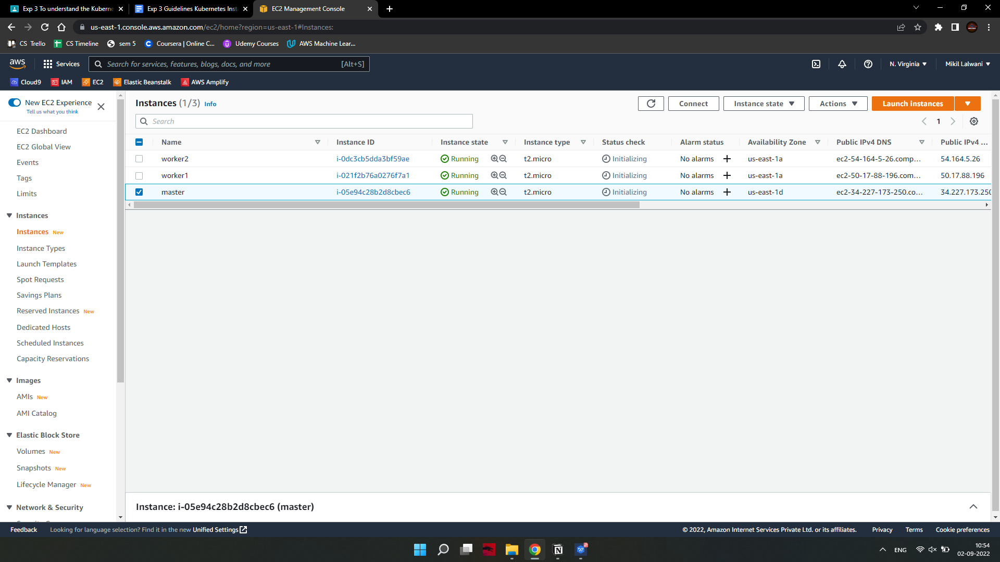 Exp 3 To understand the Kuberne
Exp 3 Guidelines Kubernetes Inst
EC2 Management Console
us-east-1.console.aws.amazon.com/ec2/home?region=us-east-1#Instances:
CS Trello
CS Timeline
sem 5
Coursera | Online C...
Udemy Courses
AWS Machine Lear...
aws
Services
Search for services, features, blogs, docs, and more
[Alt+S]
N. Virginia
Mikil Lalwani
Cloud9
IAM
EC2
Elastic Beanstalk
AWS Amplify
New EC2 Experience
Tell us what you think
EC2 Dashboard
EC2 Global View
Events
Tags
Limits
Instances
Instances New
Instance Types
Launch Templates
Spot Requests
Savings Plans
Reserved Instances New
Dedicated Hosts
Scheduled Instances
Capacity Reservations
Images
AMIs New
AMI Catalog
Elastic Block Store
Volumes New
Snapshots New
Lifecycle Manager New
Network & Security
Instances (1/3) Info
Connect
Instance state
Actions
Launch instances
Search
1
Name Instance ID Instance state Instance type Status check Alarm status Availability Zone Public IPv4 DNS Public IPv4 ...
worker2 i-0dc3cb5dda3bf59ae Running t2.micro Initializing No alarms us-east-1a ec2-54-164-5-26.comp... 54.164.5.26
worker1 i-021f2b76a0276f7a1 Running t2.micro Initializing No alarms us-east-1a ec2-50-17-88-196.com... 50.17.88.196
master i-05e94c28b2d8cbec6 Running t2.micro Initializing No alarms us-east-1d ec2-34-227-173-250.co... 34.227.173.250
Instance: i-05e94c28b2d8cbec6 (master)
Feedback
Looking for language selection? Find it in the new Unified Settings
© 2022, Amazon Internet Services Private Ltd. or its affiliates.
Privacy
Terms
Cookie preferences
ENG
10:54
02-09-2022